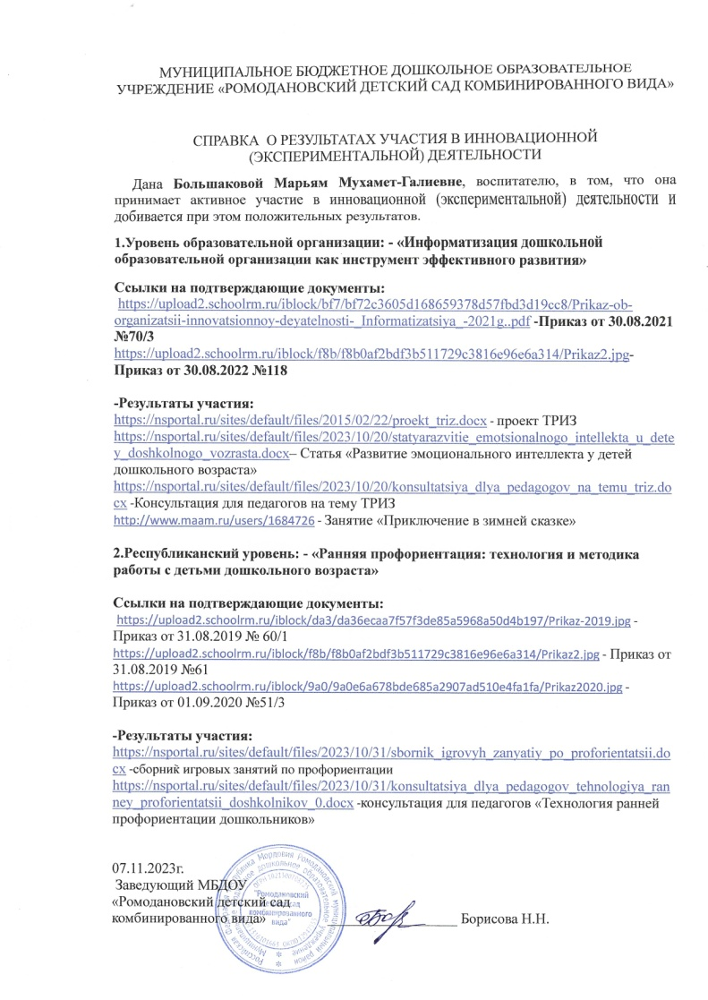 МУНИЦИПАЛЬНОЕ БЮДЖЕТНОЕ ДОШКОЛЬНОЕ ОБРАЗОВАТЕЛЬНОЕ
УЧРЕЖДЕНИЕ «РОМОДАНОВСКИЙ ДЕТСКИЙ САД КОМБИНИРОВАННОГО ВИДА»
СПРАВКА О РЕЗУЛЬТАТАХ УЧАСТИЯ В ИННОВАЦИОННОЙ
(ЭКСПЕРИМЕНТАЛЬНОЙ) ДЕЯТЕЛЬНОСТИ
Дана Большаковой Марьям Мухамет-Галиевне, воспитателю, в том, что она
принимает активное участие в инновационной (экспериментальной) деятельности и
добивается при этом положительных результатов.
1.Уровень образовательной организации: - «Информатизация дошкольной
образовательной организации как инструмент эффективного развития»
Ссылки на подтверждающие документы:
https://upload2.schoolrm.ru/iblock/bf7/bf72c3605d168659378d57fbd3d19cc8/Prikaz-ob-
organizatsii-innovatsionnoy-deyatelnosti-_Informatizatsiya_-2021g..pdf -Приказ от 30.08.2021
№70/3
https://upload2.schoolrm.ru/iblock/f8b/f8b0af2bdf3b511729c3816e96e6a314/Prikaz2.jpg-
Приказ от 30.08.2022 №118
-Результаты участия:
https://nsportal.ru/sites/default/files/2015/02/22/proekt_triz.docx - проект ТРИЗ
https://nsportal.ru/sites/default/files/2023/10/20/statyarazvitie_emotsionalnogo_intellekta_u_dete
y_doshkolnogo_vozrasta.docx– Статья «Развитие эмоционального интеллекта у детей
дошкольного возраста»
https://nsportal.ru/sites/default/files/2023/10/20/konsultatsiya_dlya_pedagogov_na_temu_triz.do
cx -Консультация для педагогов на тему ТРИЗ
http://www.maam.ru/users/1684726 - Занятие «Приключение в зимней сказке»
2.Республиканский уровень: - «Ранняя профориентация: технология и методика
работы с детьми дошкольного возраста»
Ссылки на подтверждающие документы:
https://upload2.schoolrm.ru/iblock/da3/da36ecaa7f57f3de85a5968a50d4b197/Prikaz-2019.jpg -
Приказ от 31.08.2019 № 60/1
https://upload2.schoolrm.ru/iblock/f8b/f8b0af2bdf3b511729c3816e96e6a314/Prikaz2.jpg - Приказ от
31.08.2019 №61
https://upload2.schoolrm.ru/iblock/9a0/9a0e6a678bde685a2907ad510e4fa1fa/Prikaz2020.jpg -
Приказ от 01.09.2020 №51/3
-Результаты участия:
https://nsportal.ru/sites/default/files/2023/10/31/sbornik_igrovyh_zanyatiy_po_proforientatsii.do
cx -сборник игровых занятий по профориентации
https://nsportal.ru/sites/default/files/2023/10/31/konsultatsiya_dlya_pedagogov_tehnologiya_ran
ney_proforientatsii_doshkolnikov_0.docx -консультация для педагогов «Технология ранней
профориентации дошкольников»
07.11.2023г.
Заведующий МБДОУ
«Ромодановский детский сад
комбинированного вида» Борисова Н.Н.
"Ромодановский
детский сад
комбинированного
вида"